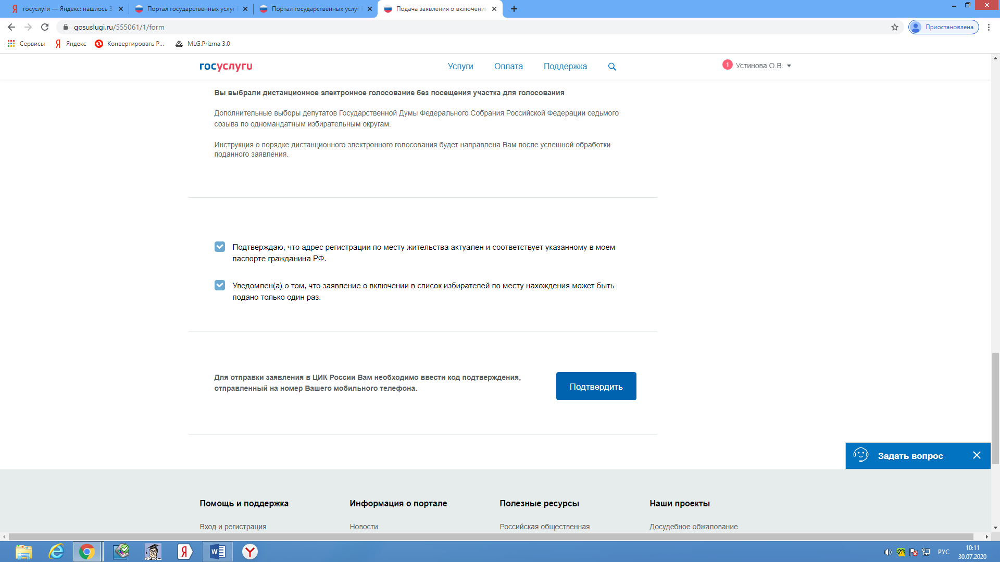 госуслуги — Яндекс: нашлось
Портал государственных услуг
Портал государственных услуг
Подача заявления о включени
gosuslugi.ru/555061/1/form
Приостановлена
Сервисы
Яндекс
Конвертировать P...
MLG.Prizma 3.0
госуслуги
Услуги
Оплата
Поддержка
1
Устинова О.В.
Вы выбрали дистанционное электронное голосование без посещения участка для голосования
Дополнительные выборы депутатов Государственной Думы Федерального Собрания Российской Федерации седьмого
созыва по одномандатным избирательным округам.
Инструкция о порядке дистанционного электронного голосования будет направлена Вам после успешной обработки
поданного заявления.
Подтверждаю, что адрес регистрации по месту жительства актуален и соответствует указанному в моем
паспорте гражданина РФ.
Уведомлен(а) о том, что заявление о включении в список избирателей по месту нахождения может быть
подано только один раз.
Для отправки заявления в ЦИК России Вам необходимо ввести код подтверждения,
отправленный на номер Вашего мобильного телефона.
Подтвердить
Задать вопрос
Помощь и поддержка
Информация о портале
Полезные ресурсы
Наши проекты
Вход и регистрация
Новости
Российская общественная
Досудебное обжалование
РУС
10:11
30.07.2020